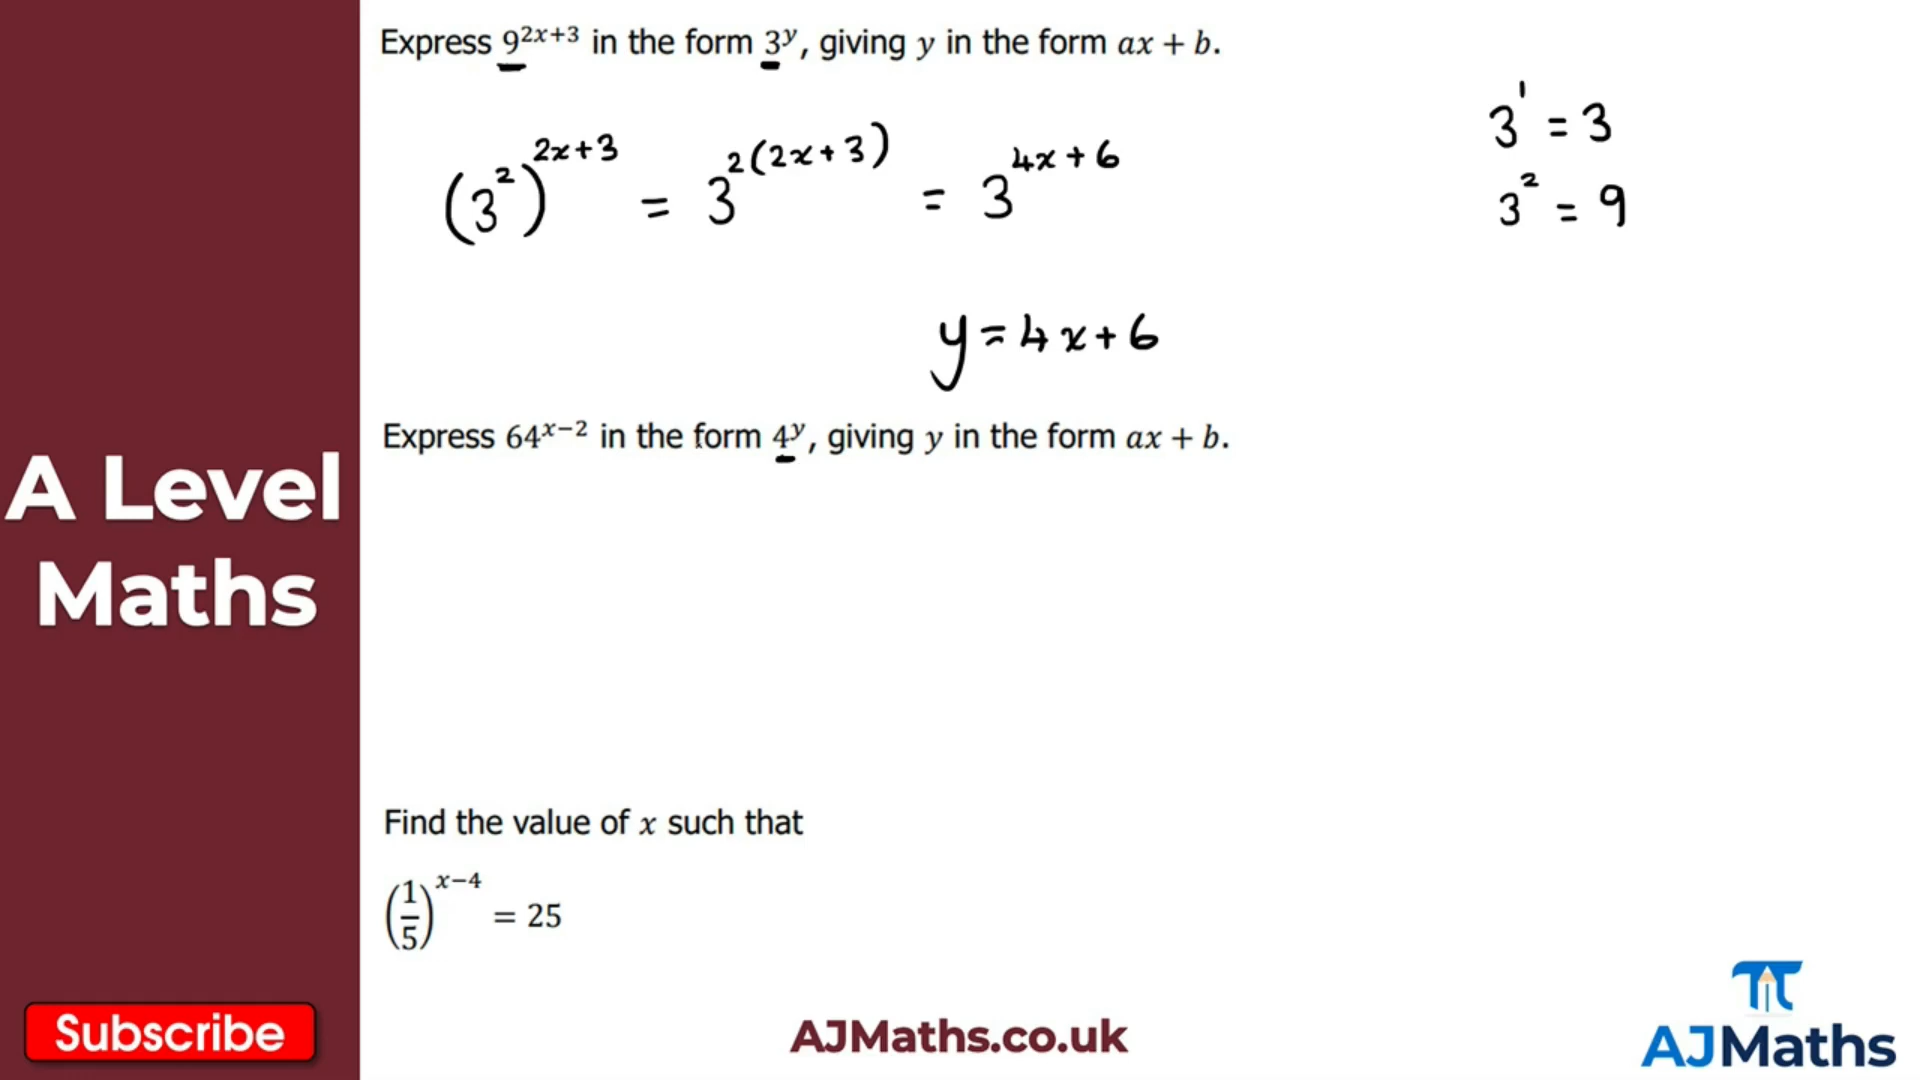 Express 9^{2x+3} in the form 3^y, giving y in the form ax + b.
3^1 = 3
(3^2)^{2x+3} = 3^{2(2x+3)} = 3^{4x+6}
3^2 = 9
y = 4x + 6
Express 64^{x−2} in the form 4^y, giving y in the form ax + b.
A Level
Maths
Find the value of x such that
(1/5)^{x−4} = 25
Subscribe
AJMaths.co.uk
AJMaths